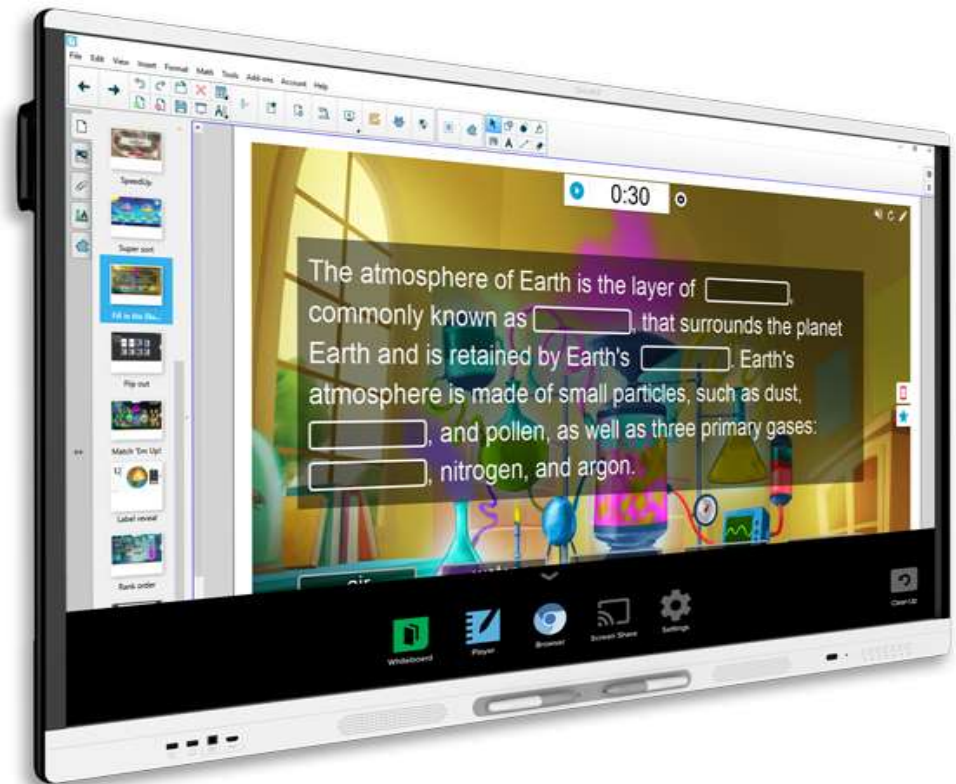 File Edit View Insert Format Math Tools Add-ons Account Help
SpeedUp
Super sort
Fill in the Bla...
Flip out
Match 'Em Up!
Label reveal
Rank order
0:30
The atmosphere of Earth is the layer of ,
commonly known as , that surrounds the planet
Earth and is retained by Earth's . Earth's
atmosphere is made of small particles, such as dust,
, and pollen, as well as three primary gases:
, nitrogen, and argon.
air
Whiteboard
Player
Browser
Screen Share
Settings
Clean Up